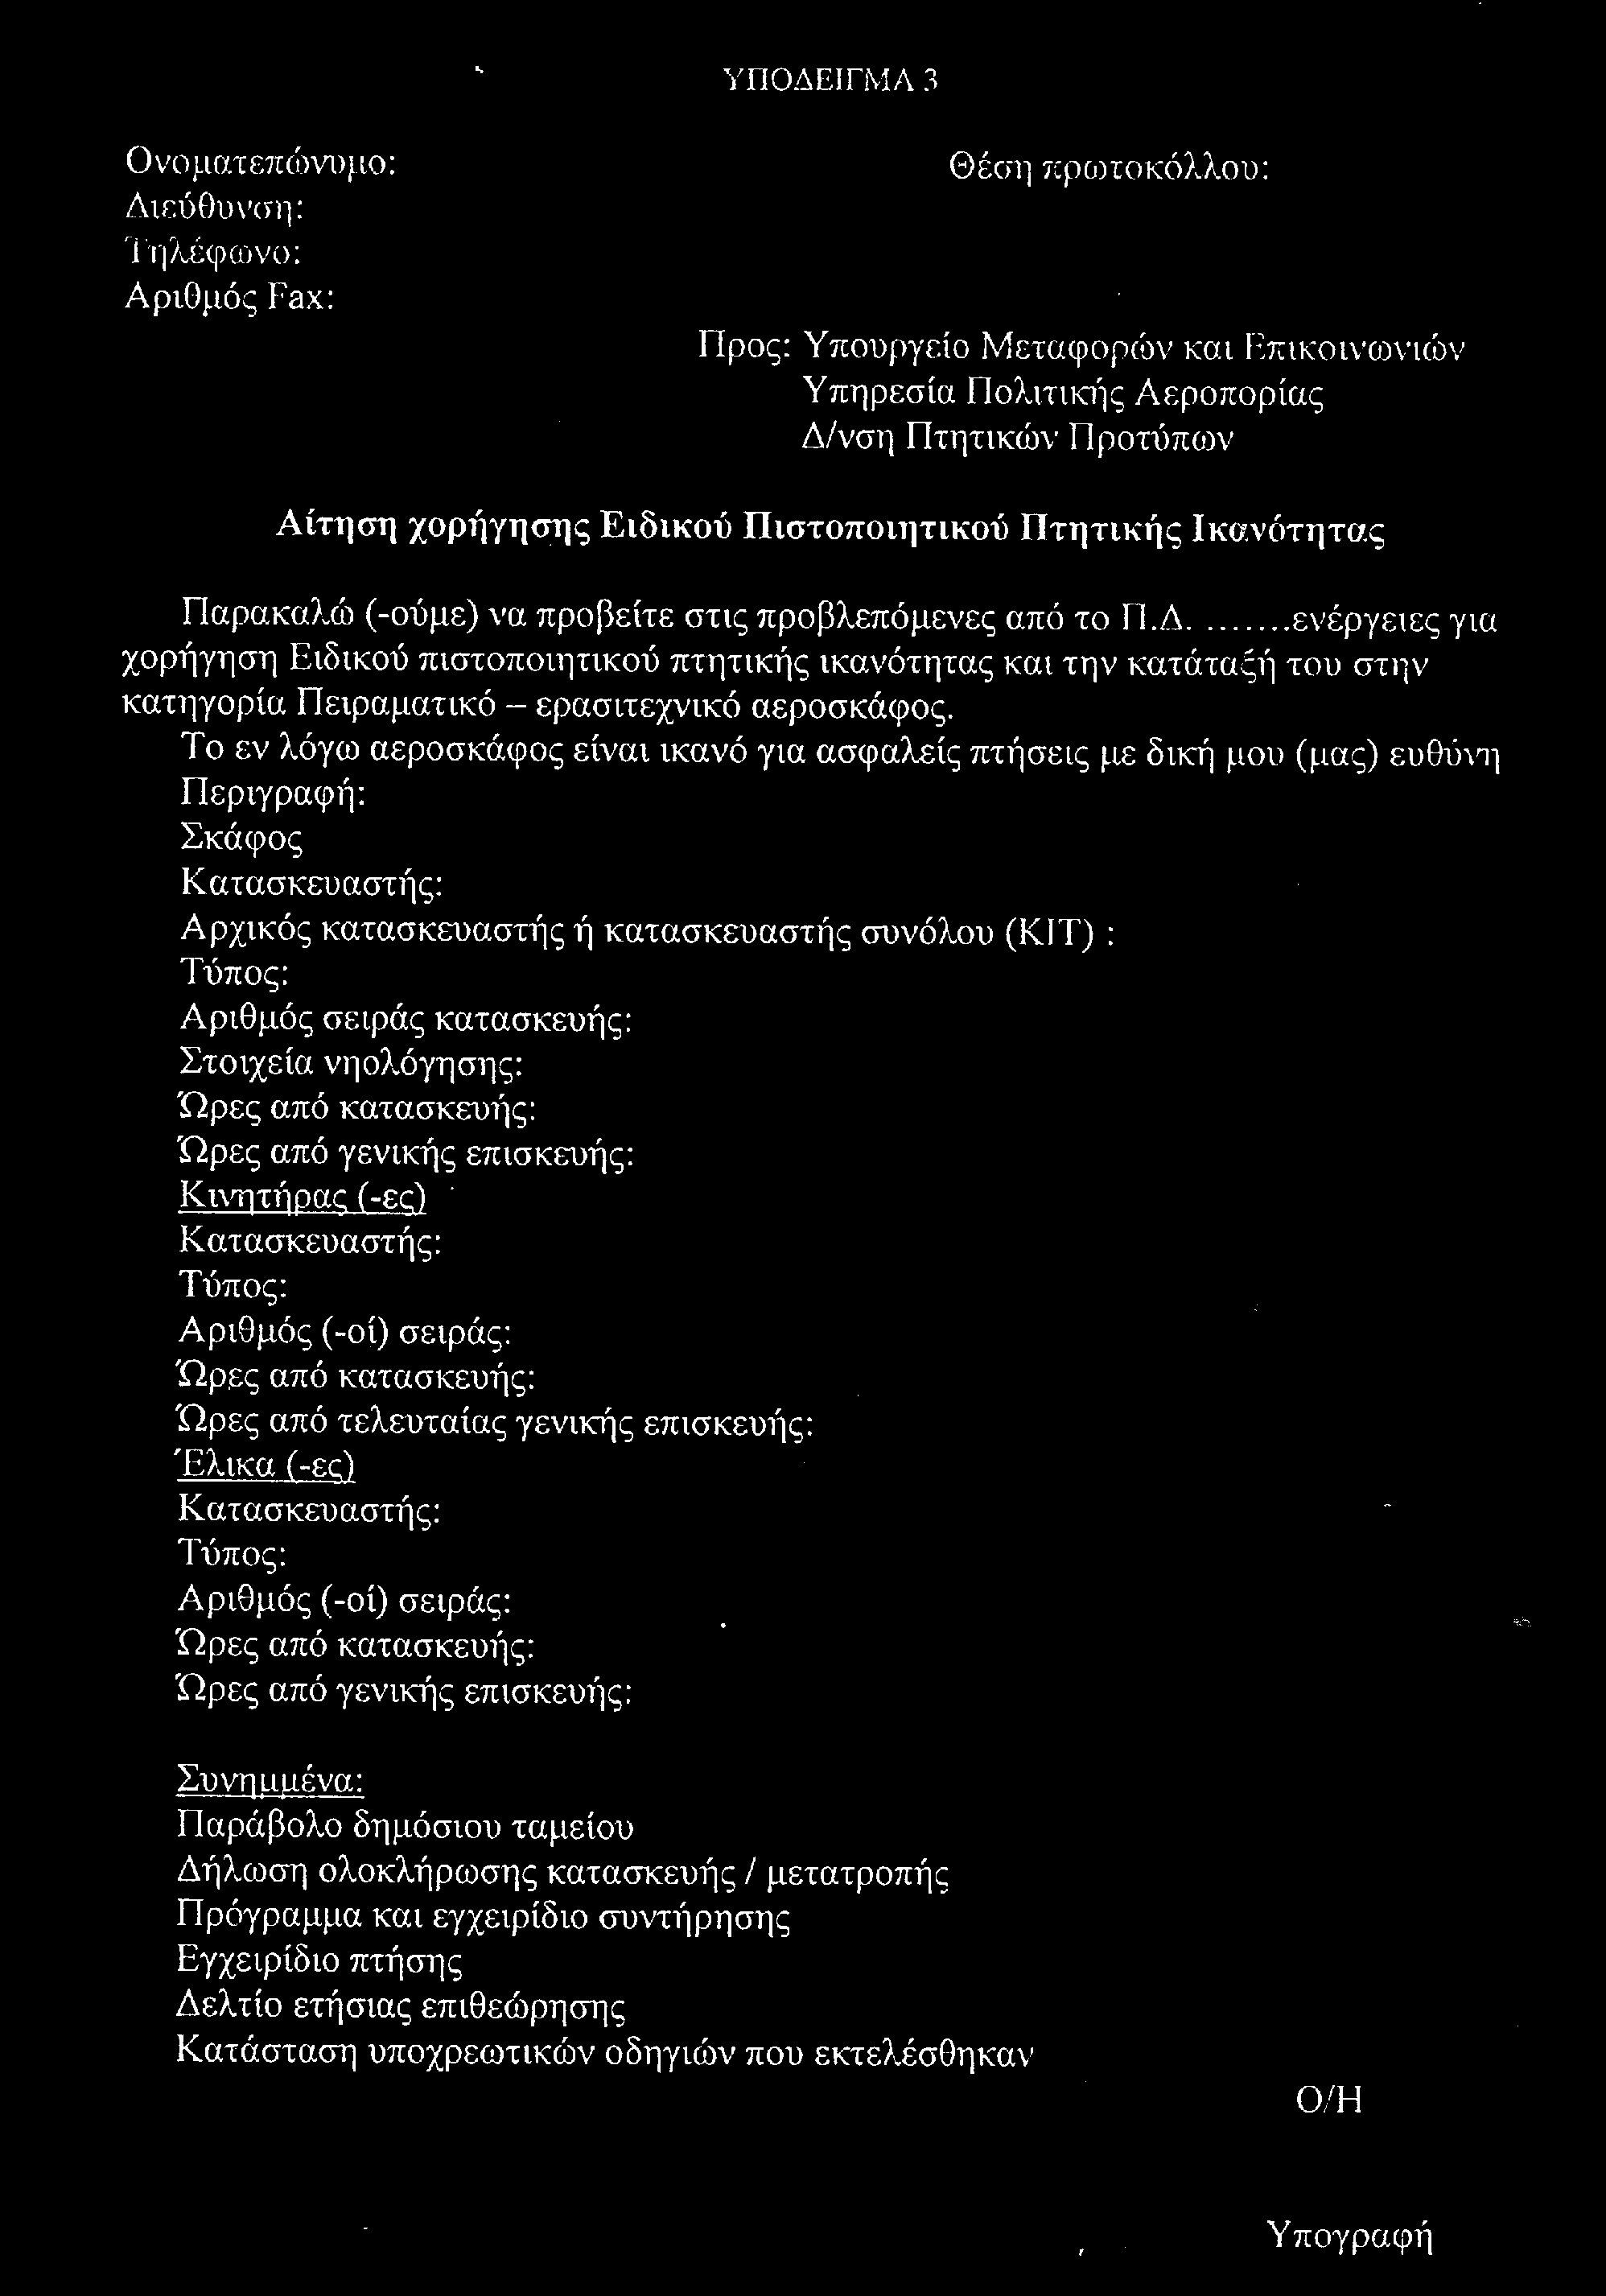 ΥΠΟΔΕΙΓΜΑ 3
Ονοματεπώνυμο:
Θέση πρωτοκόλλου:
Διεύθυνση:
Τηλέφωνο:
Αριθμός Fax:
Προς: Υπουργείο Μεταφορών και Επικοινωνιών
Υπηρεσία Πολιτικής Αεροπορίας
Δ/νση Πτητικών Προτύπων
Αίτηση χορήγησης Ειδικού Πιστοποιητικού Πτητικής Ικανότητας
Παρακαλώ (-ούμε) να προβείτε στις προβλεπόμενες από το Π.Δ. .......ενέργειες για
χορήγηση Ειδικού πιστοποιητικού πτητικής ικανότητας και την κατάταξή του στην
κατηγορία Πειραματικό – ερασιτεχνικό αεροσκάφος.
Το εν λόγω αεροσκάφος είναι ικανό για ασφαλείς πτήσεις με δική μου (μας) ευθύνη
Περιγραφή:
Σκάφος
Κατασκευαστής:
Αρχικός κατασκευαστής ή κατασκευαστής συνόλου (ΚΙΤ) :
Τύπος:
Αριθμός σειράς κατασκευής:
Στοιχεία νηολόγησης:
Ώρες από κατασκευής:
Ώρες από γενικής επισκευής:
Κινητήρας (-ες)
Κατασκευαστής:
Τύπος:
Αριθμός (-οί) σειράς:
Ώρες από κατασκευής:
Ώρες από τελευταίας γενικής επισκευής:
Έλικα (-ες)
Κατασκευαστής:
Τύπος:
Αριθμός (-οί) σειράς:
Ώρες από κατασκευής:
Ώρες από γενικής επισκευής:
Συνημμένα:
Παράβολο δημόσιου ταμείου
Δήλωση ολοκλήρωσης κατασκευής / μετατροπής
Πρόγραμμα και εγχειρίδιο συντήρησης
Εγχειρίδιο πτήσης
Δελτίο ετήσιας επιθεώρησης
Κατάσταση υποχρεωτικών οδηγιών που εκτελέσθηκαν
Ο/Η
Υπογραφή